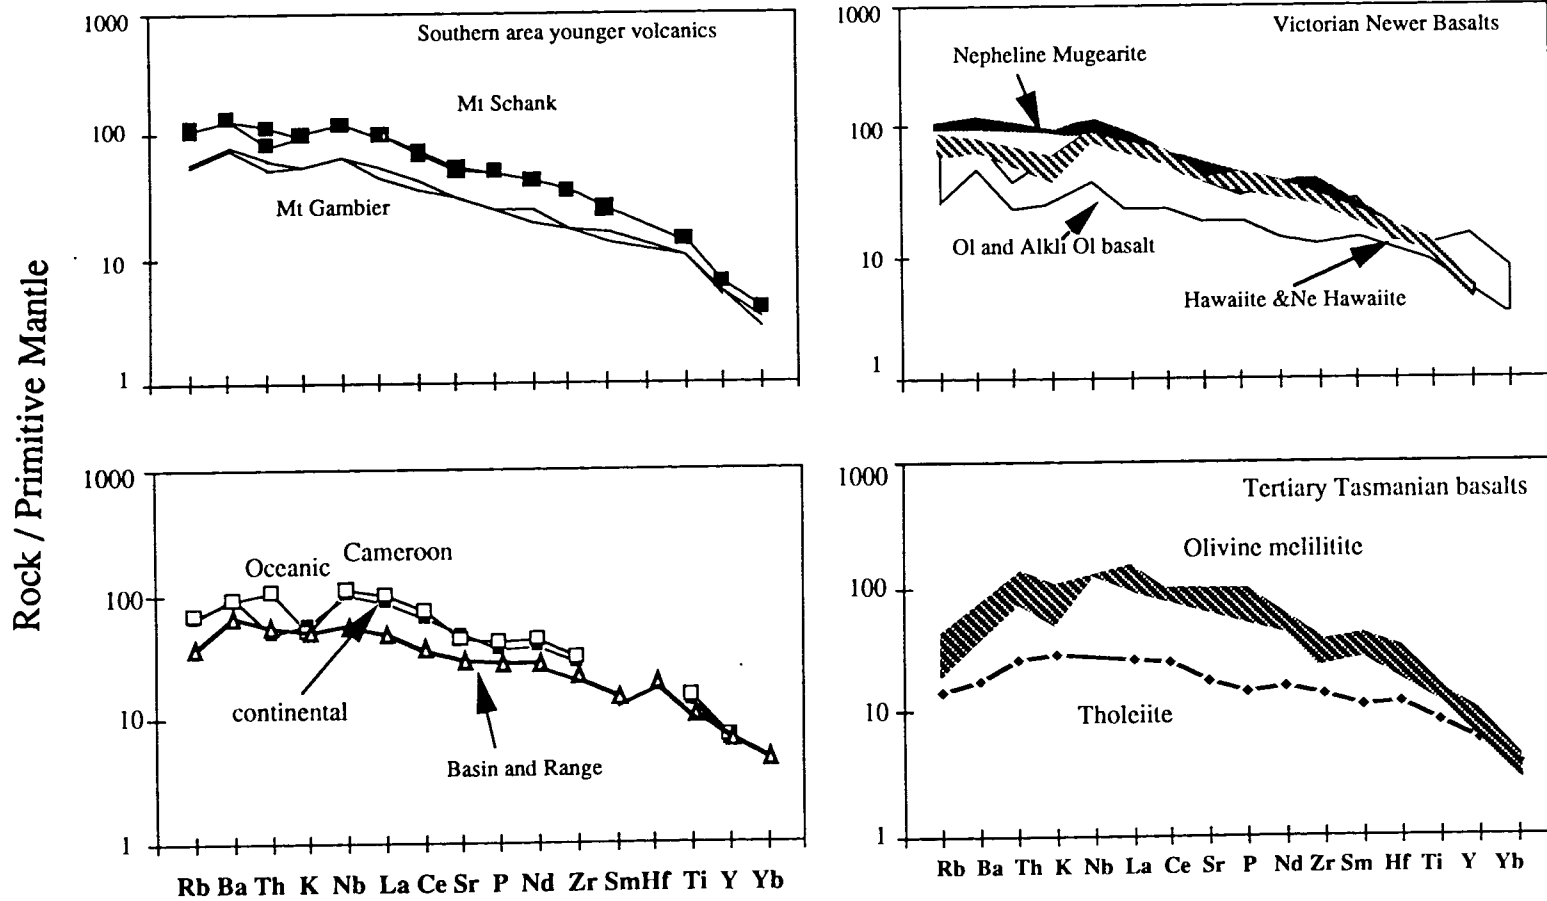 Rock / Primitive Mantle
1000
100
10
1
Southern area younger volcanics
Mt Schank
Mt Gambier
1000
100
10
1
Victorian Newer Basalts
Nepheline Mugearite
Ol and Alkli Ol basalt
Hawaiite &Ne Hawaiite
1000
100
10
1
Oceanic
Cameroon
continental
Basin and Range
Rb Ba Th K Nb La Ce Sr P Nd Zr Sm Hf Ti Y Yb
1000
100
10
1
Tertiary Tasmanian basalts
Olivine melilitite
Tholeiite
Rb Ba Th K Nb La Ce Sr P Nd Zr Sm Hf Ti Y Yb